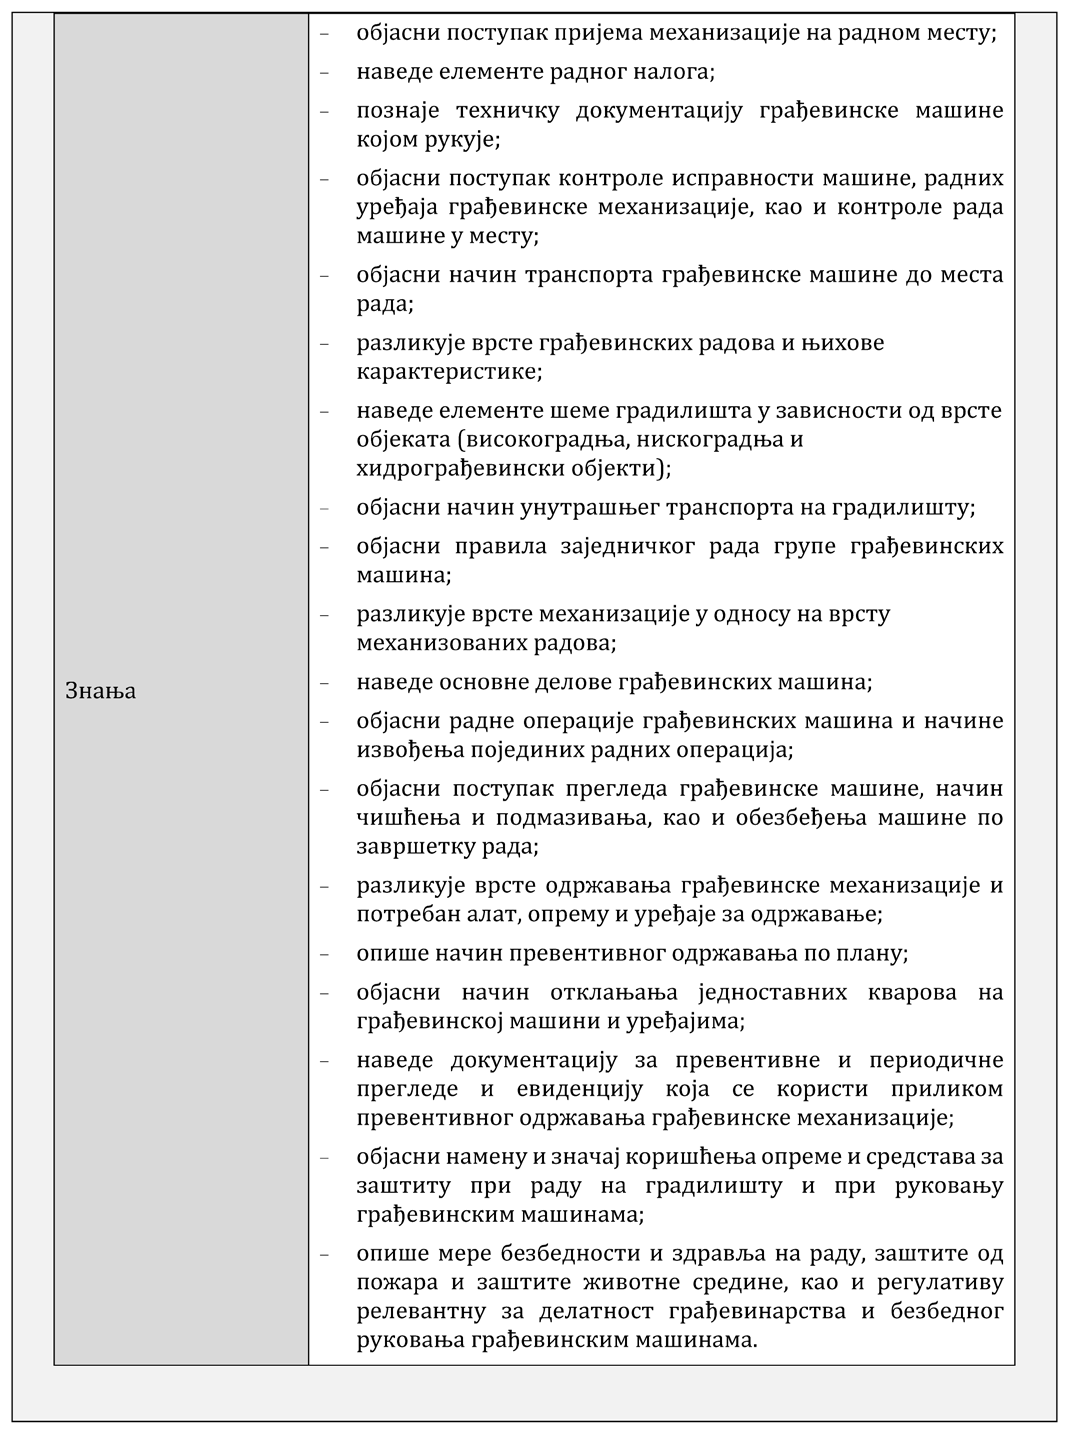 – објасни поступак пријема механизације на радном месту;
– наведе елементе радног налога;
– познаје техничку документацију грађевинске машине
којом рукује;
– објасни поступак контроле исправности машине, радних
уређаја грађевинске механизације, као и контроле рада
машине у месту;
– објасни начин транспорта грађевинске машине до места
рада;
– разликује врсте грађевинских радова и њихове
карактеристике;
– наведе елементе шеме градилишта у зависности од врсте
објеката (високоградња, нискоградња и
хидрограђевински објекти);
– објасни начин унутрашњег транспорта на градилишту;
– објасни правила заједничког рада групе грађевинских
машина;
– разликује врсте механизације у односу на врсту
механизованих радова;
Знања
– наведе основне делове грађевинских машина;
– објасни радне операције грађевинских машина и начине
извођења појединих радних операција;
– објасни поступак прегледа грађевинске машине, начин
чишћења и подмазивања, као и обезбеђења машине по
завршетку рада;
– разликује врсте одржавања грађевинске механизације и
потребан алат, опрему и уређаје за одржавање;
– опише начин превентивног одржавања по плану;
– објасни начин отклањања једноставних кварова на
грађевинској машини и уређајима;
– наведе документацију за превентивне и периодичне
прегледе и евиденцију која се користи приликом
превентивног одржавања грађевинске механизације;
– објасни намену и значај коришћења опреме и средстава за
заштиту при раду на градилишту и при руковању
грађевинским машинама;
– опише мере безбедности и здравља на раду, заштите од
пожара и заштите животне средине, као и регулативу
релевантну за делатност грађевинарства и безбедног
руковања грађевинским машинама.